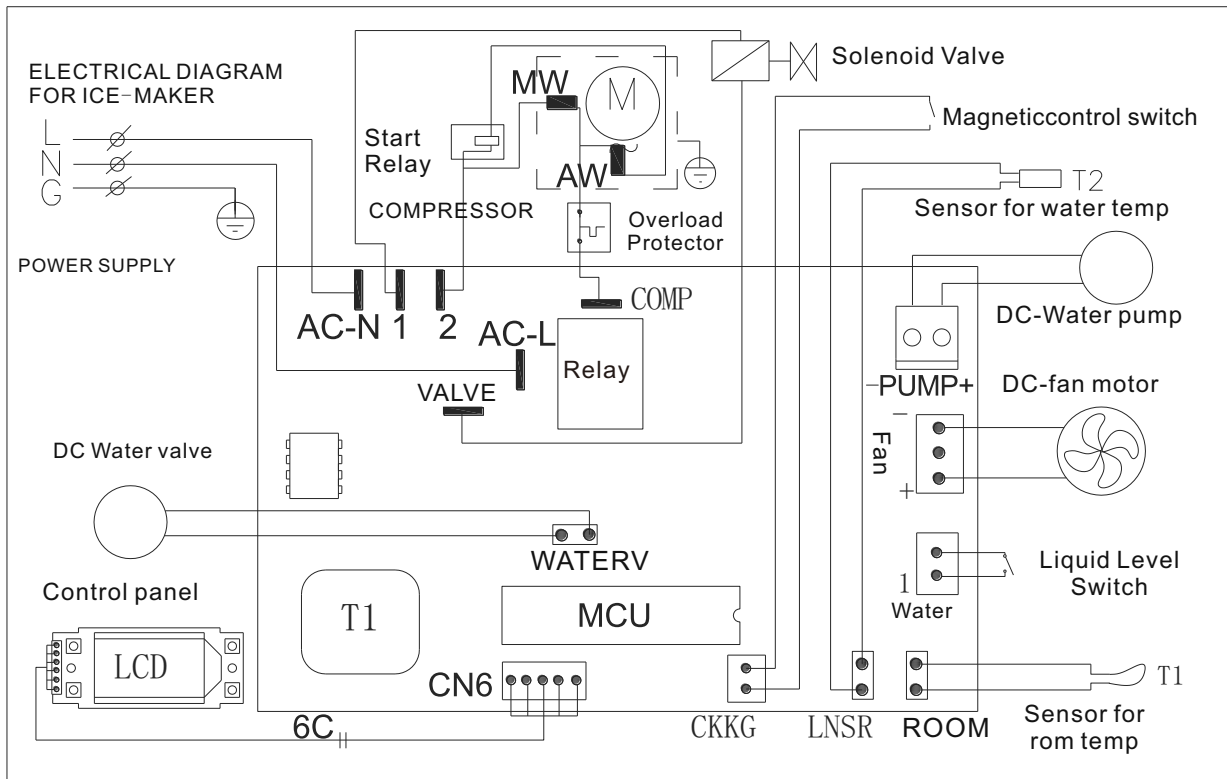 ELECTRICAL DIAGRAM
FOR ICE-MAKER
L
N
G
POWER SUPPLY
Start
Relay
COMPRESSOR
MW
M
AW
Overload
Protector
Solenoid Valve
Magneticcontrol switch
T2
Sensor for water temp
DC-Water pump
AC-N
1
2
COMP
AC-L
Relay
VALVE
-PUMP+
DC-fan motor
-
Fan
+
DC Water valve
WATERV
1
Water
Liquid Level
Switch
Control panel
LCD
T1
MCU
CN6
6C
CKKG
LNSR
ROOM
T1
Sensor for
rom temp